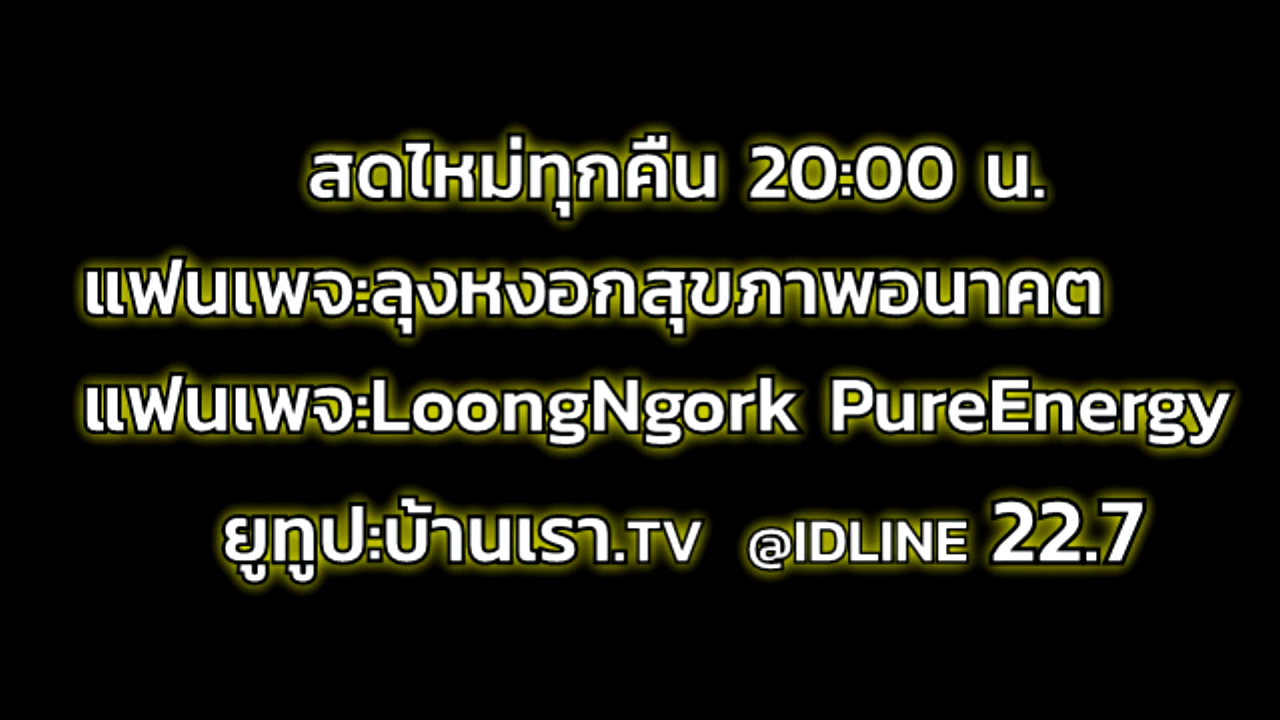 สดไหม่ทุกคืน 20:00 น.
แฟนเพจ:ลุงหงอกสุขภาพอนาคต
แฟนเพจ:LoongNgork PureEnergy
ยูทูป:บ้านเรา.TV @IDLINE 22.7